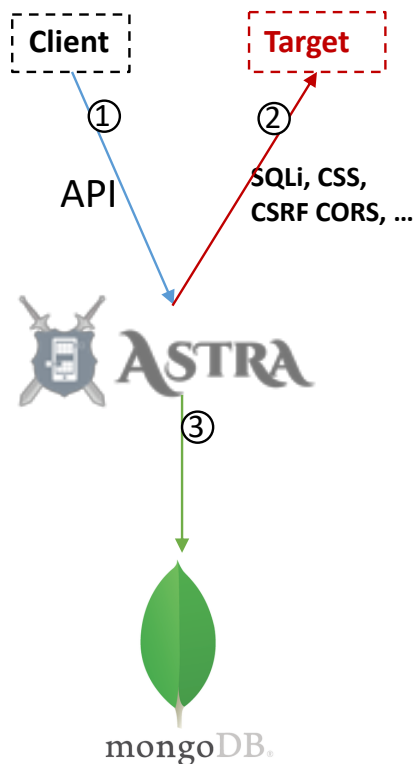 Client
Target
①
②
API
SQLi, CSS,
CSRF CORS, ...
ASTRA
③
mongoDB®